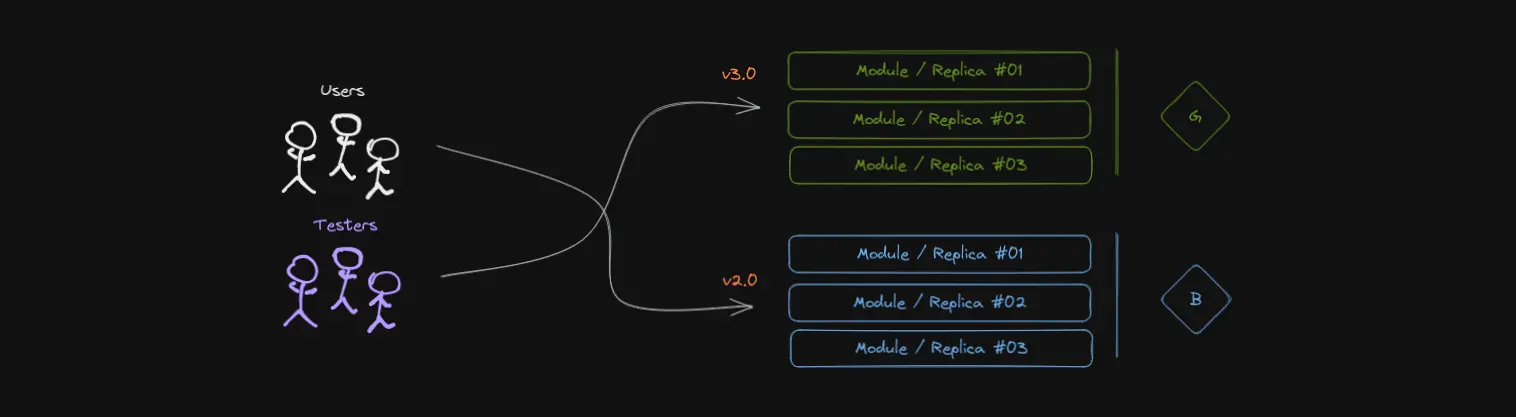 Users
Testers
v3.0
Module / Replica #01
Module / Replica #02
Module / Replica #03
G
v2.0
Module / Replica #01
Module / Replica #02
Module / Replica #03
B